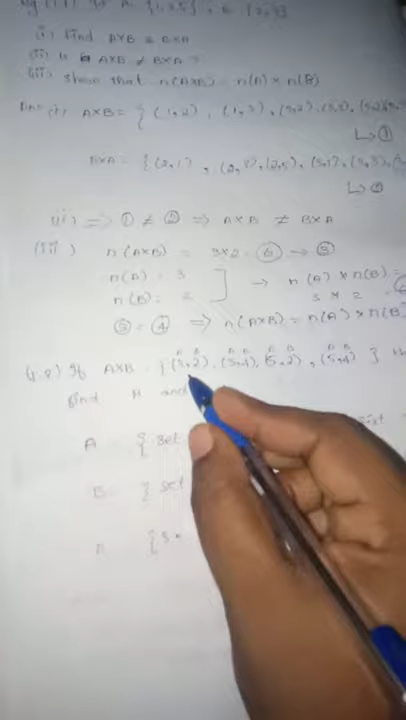 A = {1,3,5}, B = {2,3}
(i) Find A×B & B×A
(ii) Is A×B ≠ B×A ?
(iii) Show that n(A×B) = n(A) × n(B)
Ans (i) A×B = { (1,2), (1,3), (3,2), (3,3), (5,2)
↳ ①
B×A = { (2,1), (2,3), (2,5), (3,1), (3,3),
↳ ②
(ii) => ① ≠ ② => A×B ≠ B×A
(iii) n(A×B) = 3×2 = ⑥ → ③
n(A) = 3 ] → n(A) × n(B) =
n(B) = 2 3 × 2
③ = ④ => n(A×B) = n(A) × n(B)
If A×B = { (3,2), (3,4), (5,2), (5,4) }
find A and
A = { set
B = { set